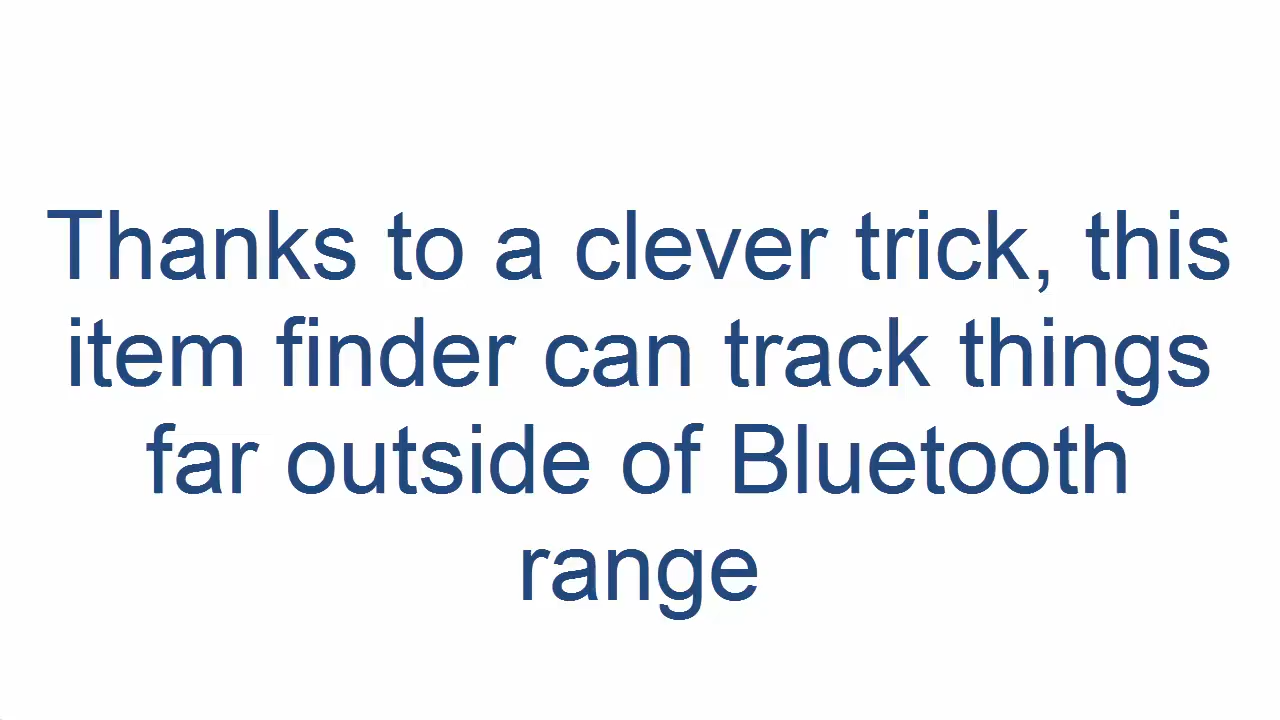 Thanks to a clever trick, this
item finder can track things
far outside of Bluetooth
range